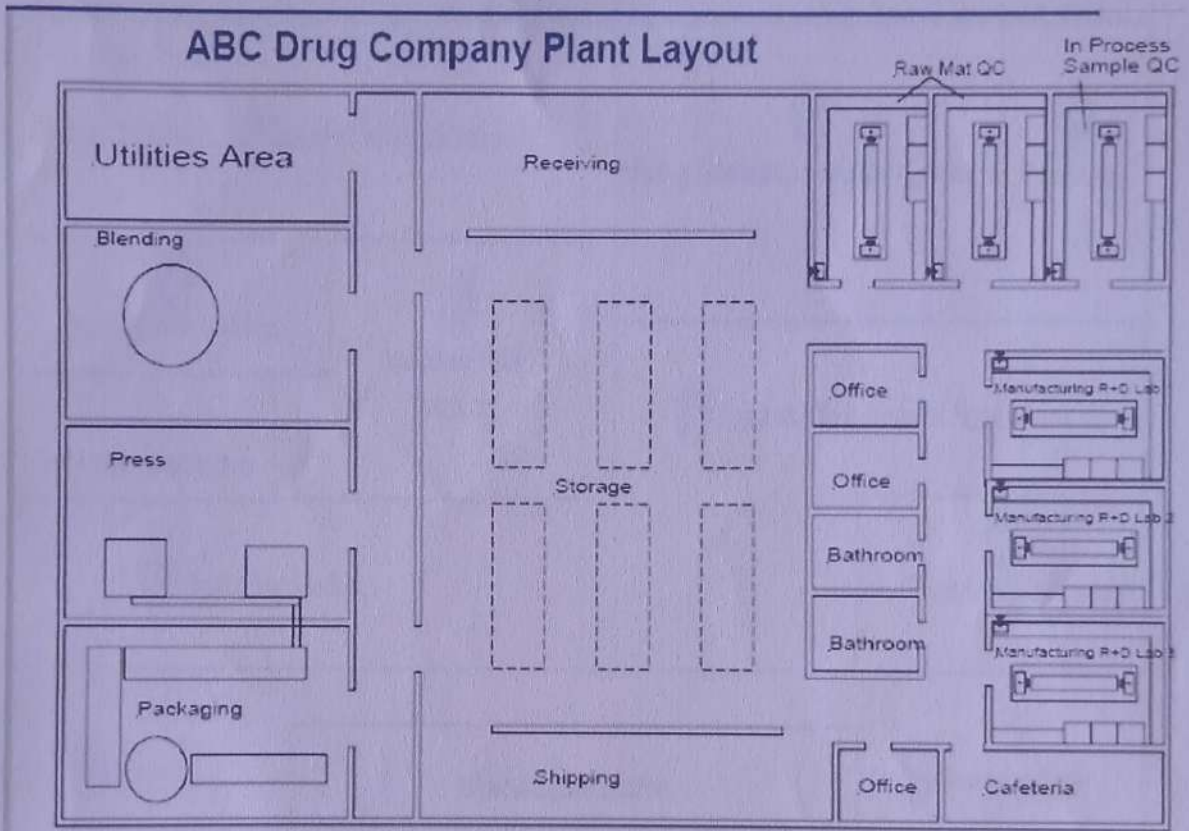 ABC Drug Company Plant Layout
In Process
Sample QC
Raw Mat QC
Utilities Area
Receiving
Blending
Office
Manufacturing R+D Lab
Press
Storage
Office
Manufacturing R+D Lab 2
Bathroom
Bathroom
Manufacturing R+D Lab 3
Packaging
Shipping
Office
Cafeteria